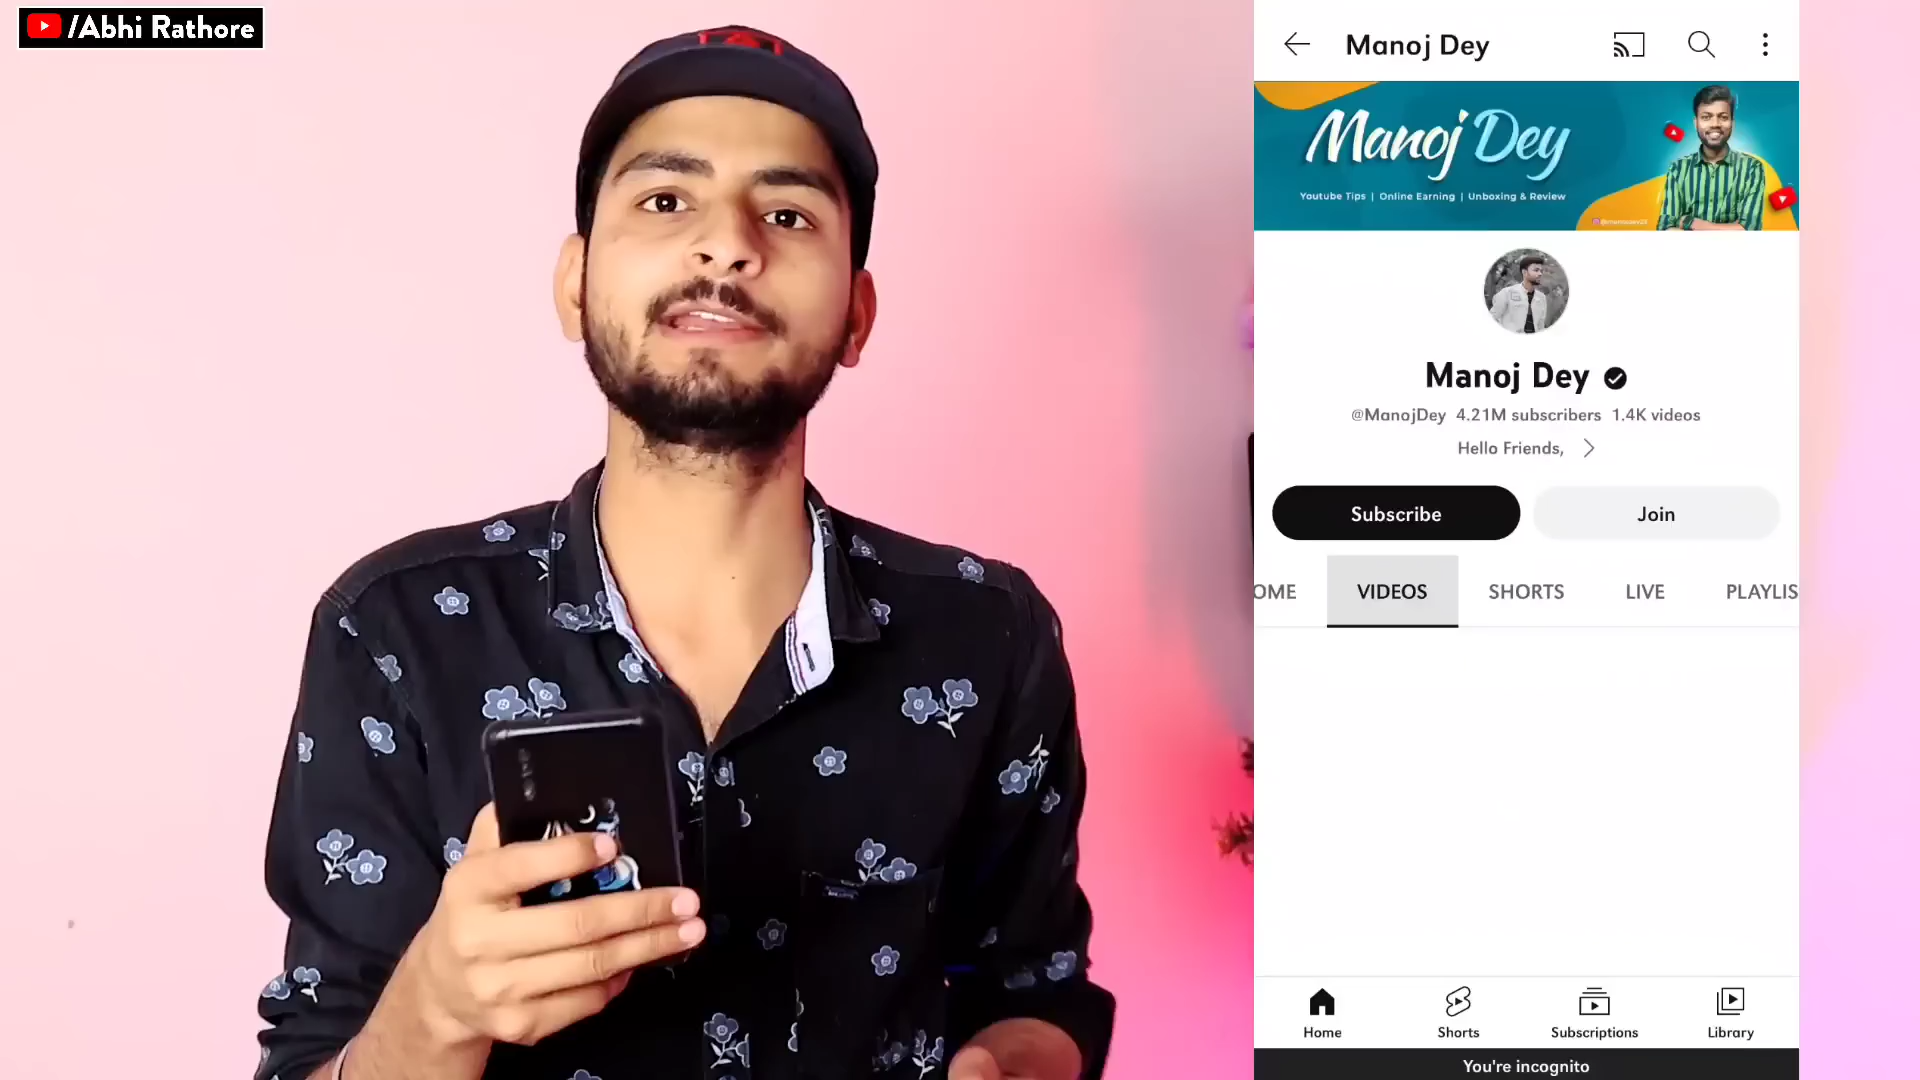 /Abhi Rathore
Manoj Dey
Manoj Dey
Youtube Tips | Online Earning | Unboxing & Review
Manoj Dey
@ManojDey 4.21M subscribers 1.4K videos
Hello Friends,
Subscribe
Join
OME
VIDEOS
SHORTS
LIVE
PLAYLIS
Home
Shorts
Subscriptions
Library
You're incognito